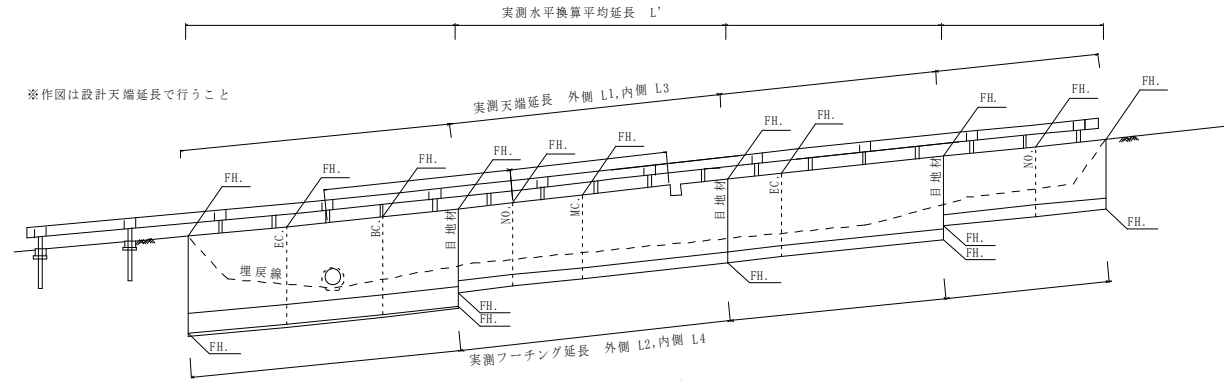 実測水平換算平均延長 L'
※作図は設計天端延長で行うこと
実測天端延長 外側 L1,内側 L3
FH.
FH.
FH.
FH.
FH.
FH.
FH.
FH.
FH.
FH.
FH.
EC.
BC.
目地材
NO.
MC.
目地材
EC.
目地材
NO.
埋戻線
FH.
FH.
FH.
FH.
FH.
FH.
FH.
実測フーチング延長 外側 L2,内側 L4